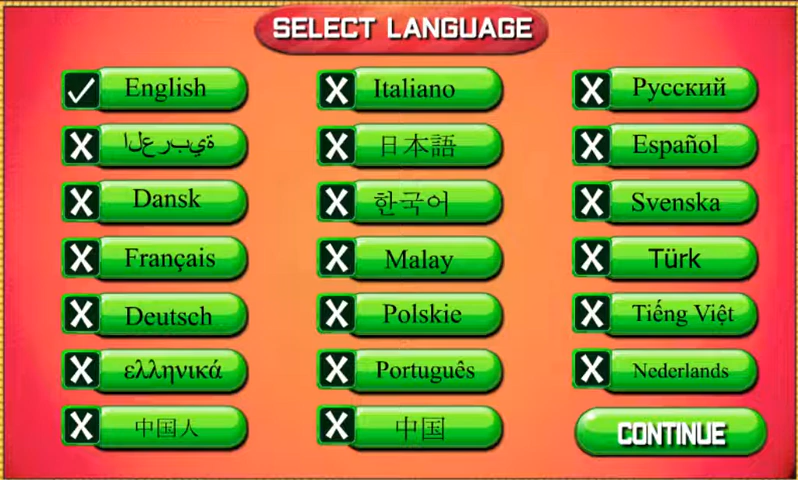 SELECT LANGUAGE
English
Italiano
Русский
ةيبرعلا
日本語
Español
Dansk
한국어
Svenska
Français
Malay
Türk
Deutsch
Polskie
Tiếng Việt
ελληνικά
Português
Nederlands
中国人
中国
CONTINUE